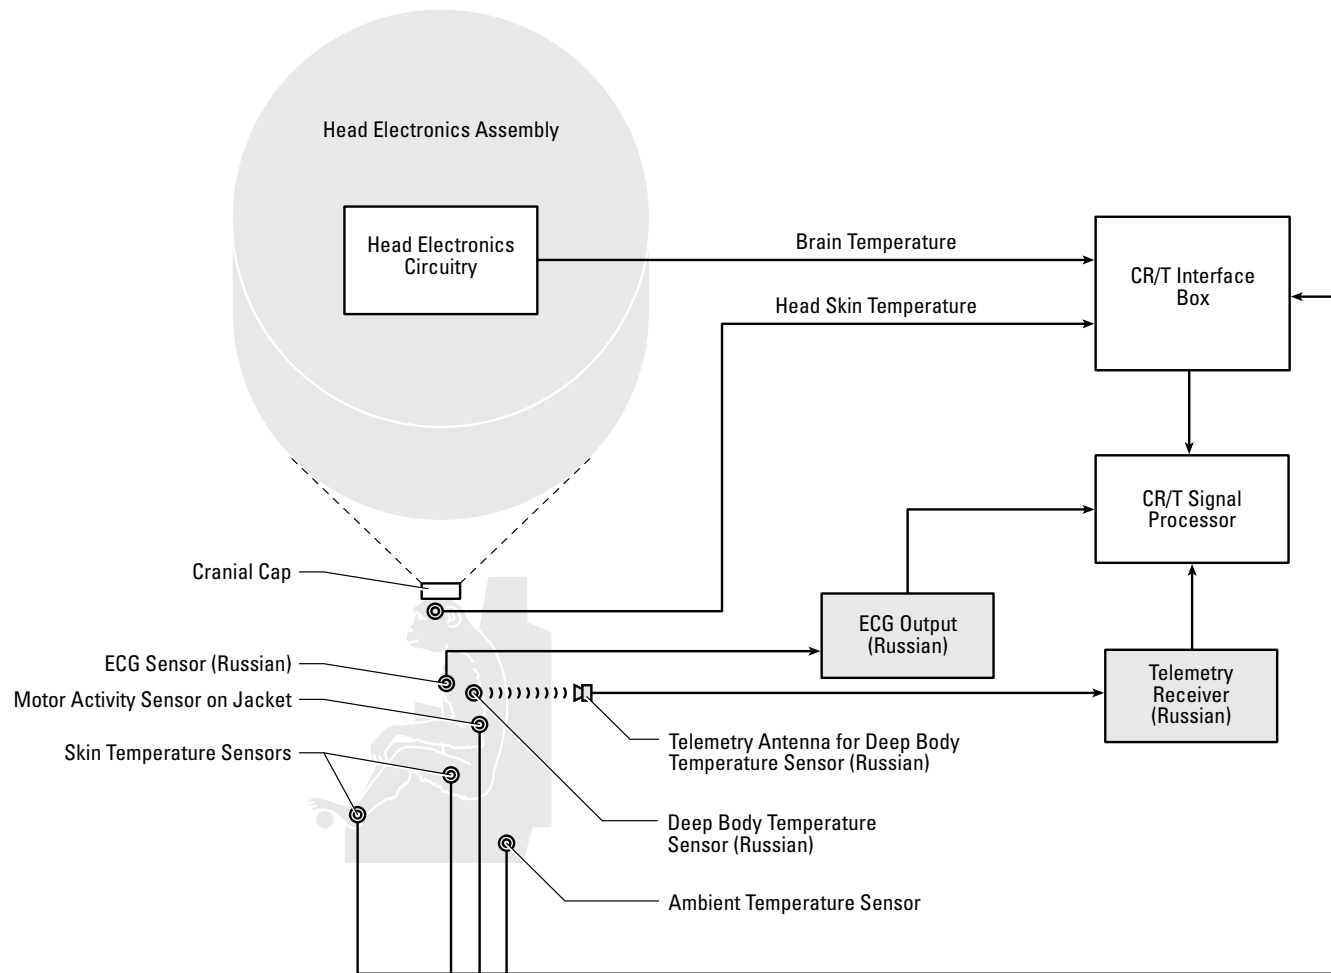 Head Electronics Assembly
Head Electronics
Circuitry
Brain Temperature
Head Skin Temperature
CR/T Interface
Box
CR/T Signal
Processor
Cranial Cap
ECG Output
(Russian)
ECG Sensor (Russian)
Telemetry
Receiver
(Russian)
Motor Activity Sensor on Jacket
Telemetry Antenna for Deep Body
Temperature Sensor (Russian)
Skin Temperature Sensors
Deep Body Temperature
Sensor (Russian)
Ambient Temperature Sensor